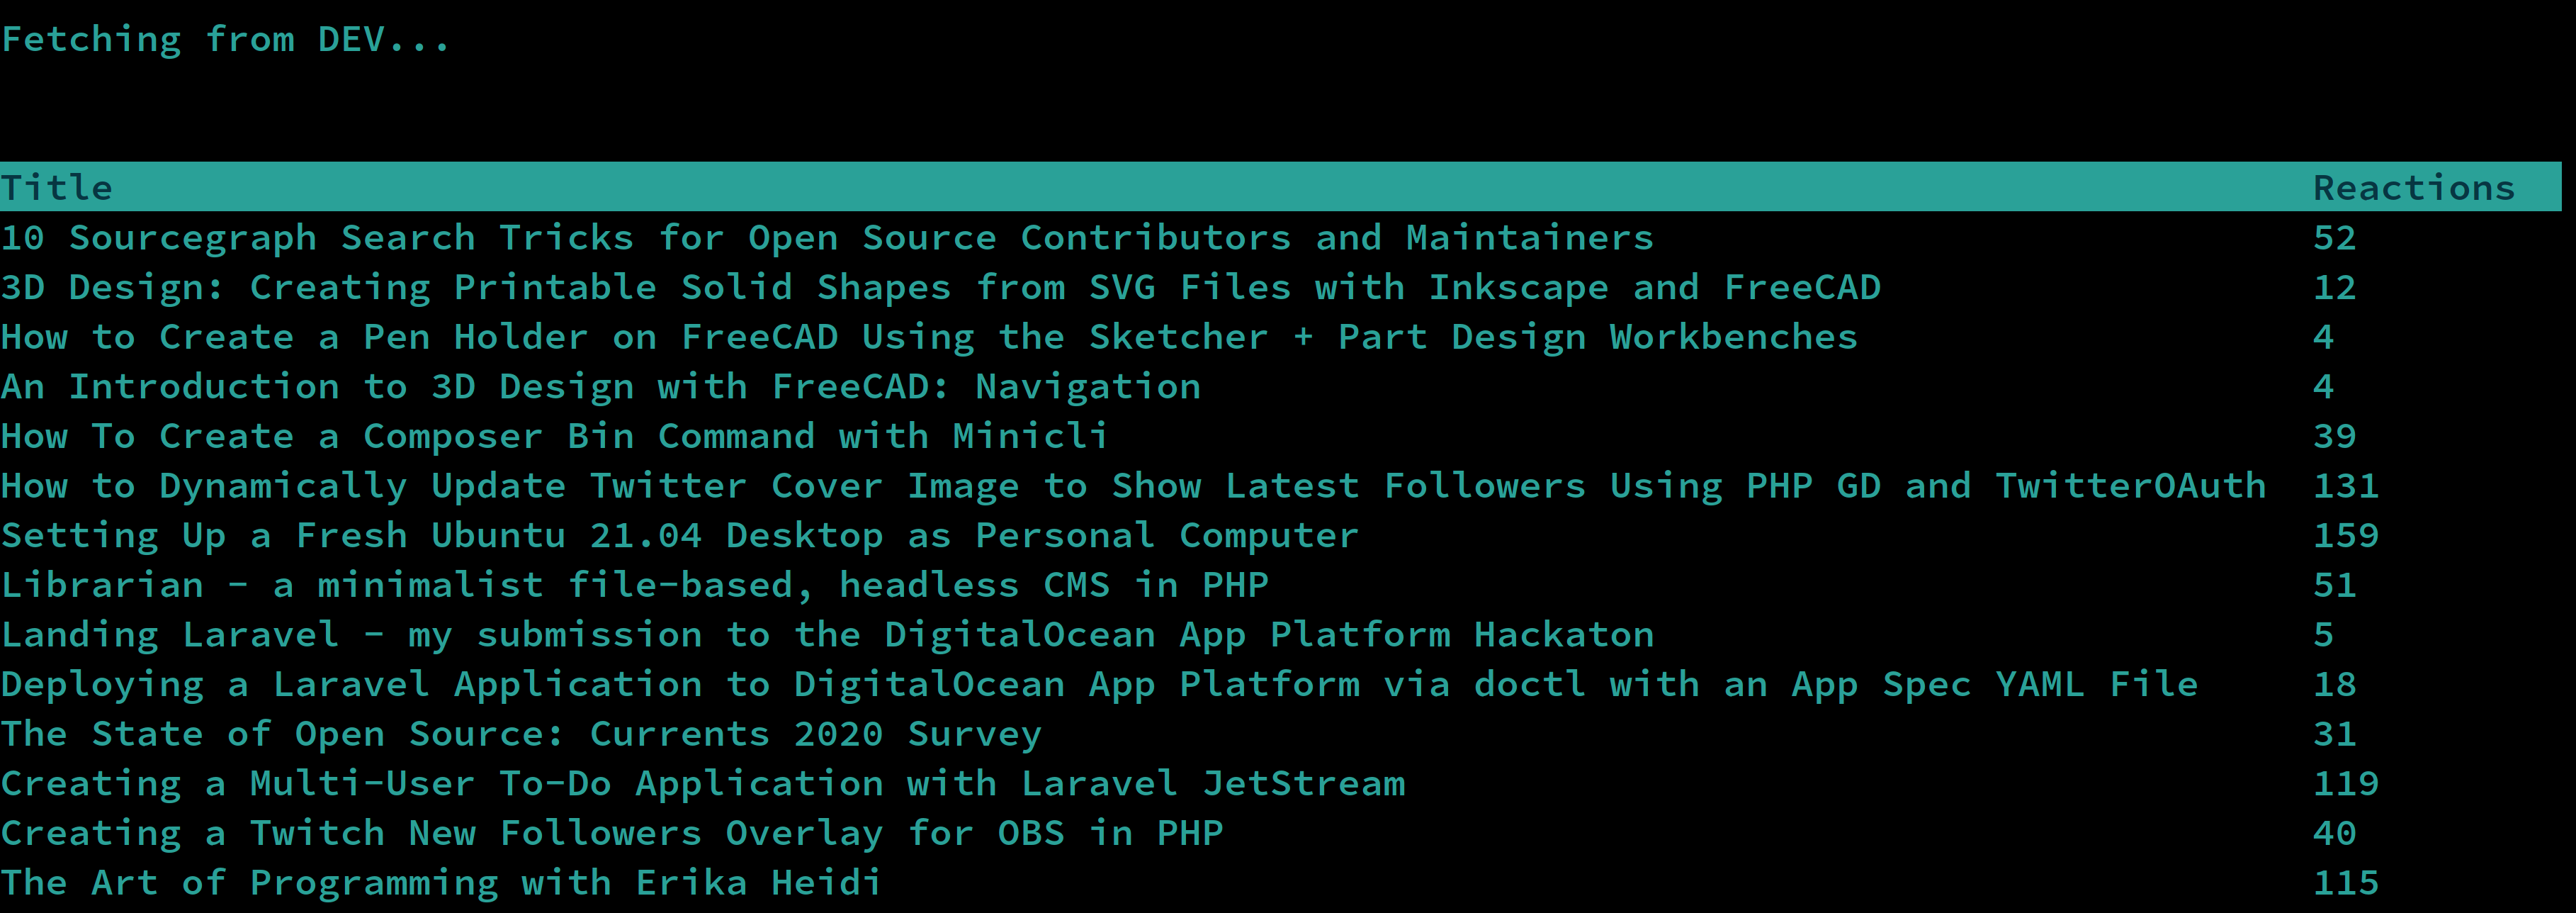 Fetching from DEV...
Title Reactions
10 Sourcegraph Search Tricks for Open Source Contributors and Maintainers 52
3D Design: Creating Printable Solid Shapes from SVG Files with Inkscape and FreeCAD 12
How to Create a Pen Holder on FreeCAD Using the Sketcher + Part Design Workbenches 4
An Introduction to 3D Design with FreeCAD: Navigation 4
How To Create a Composer Bin Command with Minicli 39
How to Dynamically Update Twitter Cover Image to Show Latest Followers Using PHP GD and TwitterOAuth 131
Setting Up a Fresh Ubuntu 21.04 Desktop as Personal Computer 159
Librarian - a minimalist file-based, headless CMS in PHP 51
Landing Laravel - my submission to the DigitalOcean App Platform Hackaton 5
Deploying a Laravel Application to DigitalOcean App Platform via doctl with an App Spec YAML File 18
The State of Open Source: Currents 2020 Survey 31
Creating a Multi-User To-Do Application with Laravel JetStream 119
Creating a Twitch New Followers Overlay for OBS in PHP 40
The Art of Programming with Erika Heidi 115